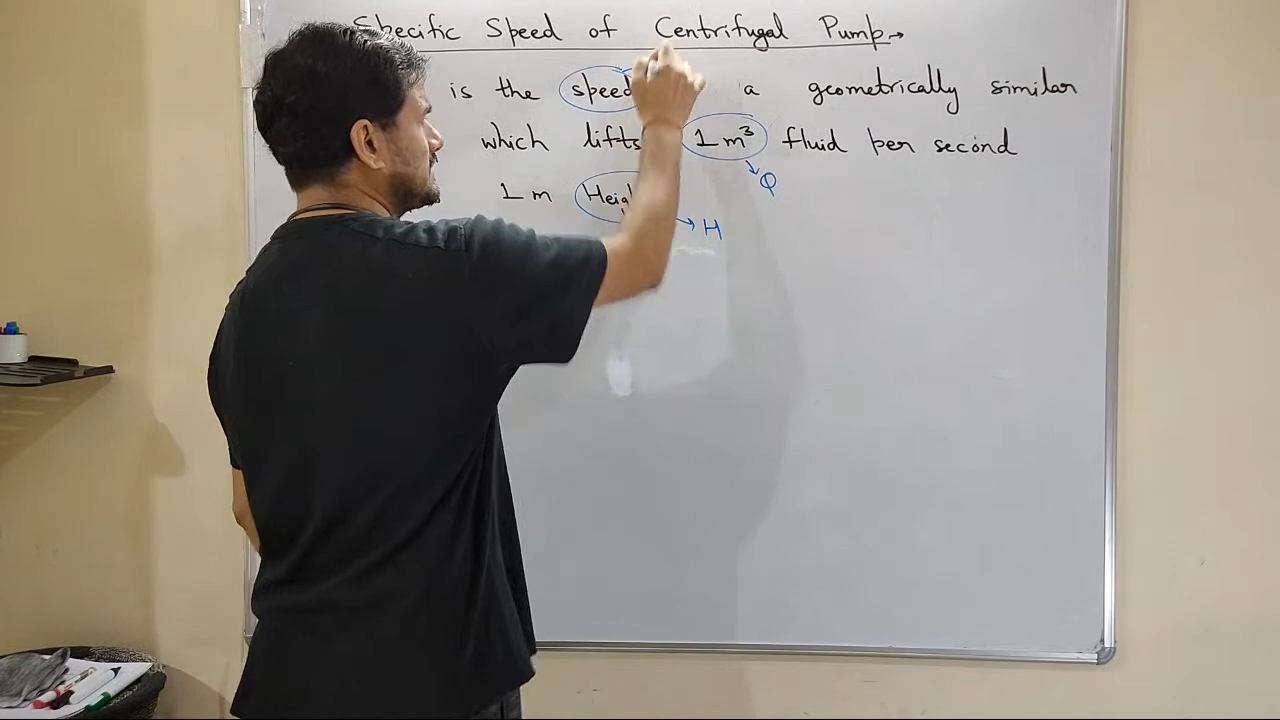 Specific Speed of Centrifugal Pump→
is the speed a geometrically similar
which lifts 1 m³ fluid per second
Q
1 m
H